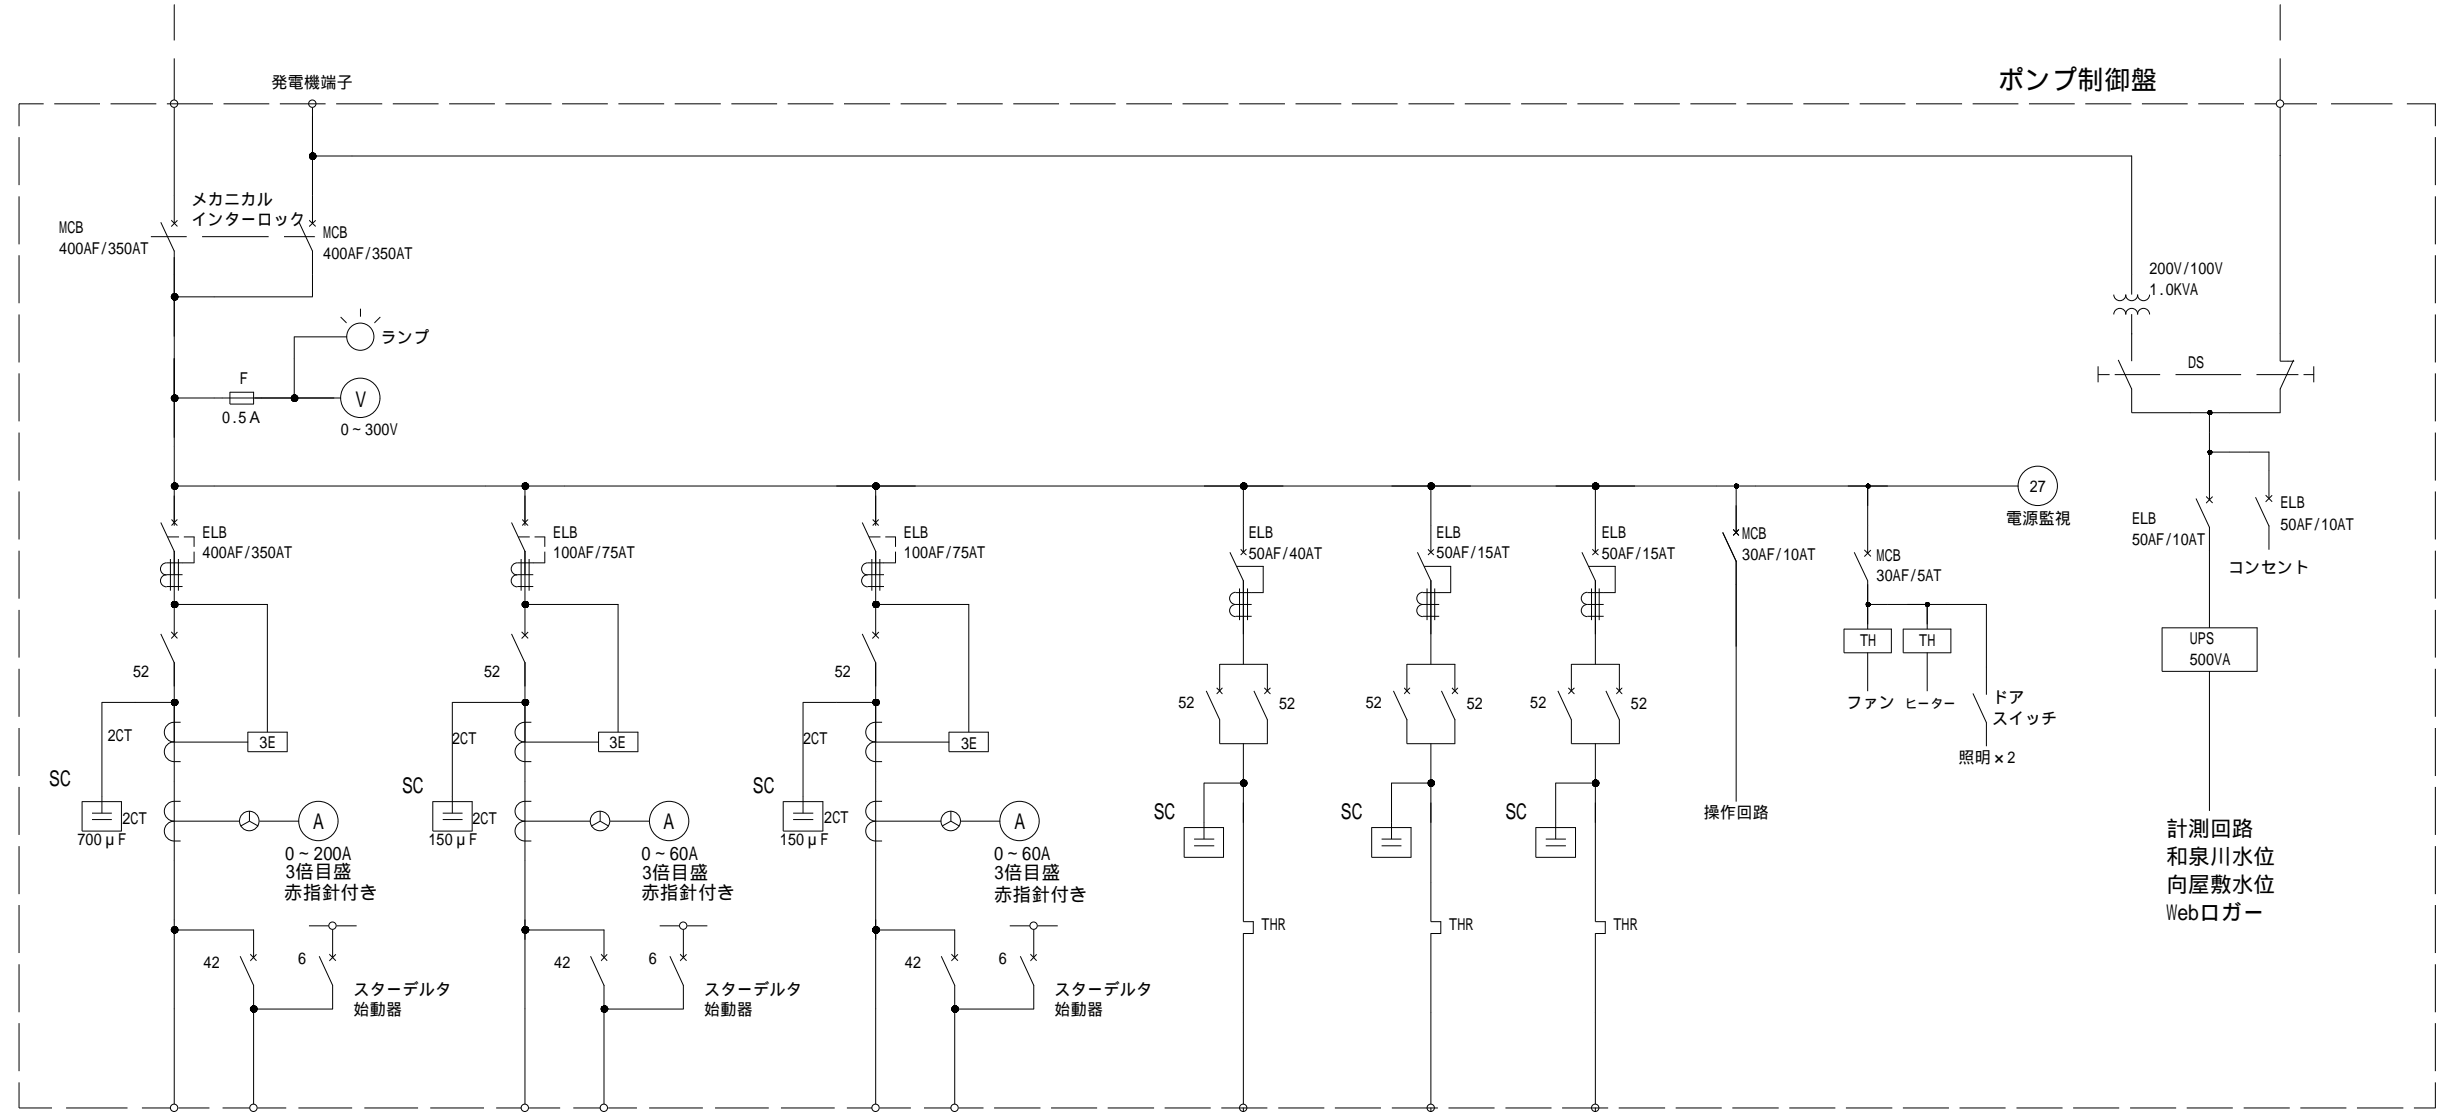 発電機端子
ポンプ制御盤
メカニカル
インターロック
MCB
400AF/350AT
MCB
400AF/350AT
200V/100V
1.0KVA
ランプ
F
0.5A
V
0~300V
DS
27
電源監視
ELB
400AF/350AT
ELB
100AF/75AT
ELB
100AF/75AT
ELB
50AF/40AT
ELB
50AF/15AT
ELB
50AF/15AT
MCB
30AF/10AT
MCB
30AF/5AT
ELB
50AF/10AT
ELB
50AF/10AT
コンセント
52
52
52
52
52
52
52
52
52
TH
TH
ファン
ヒーター
ドア
スイッチ
照明×2
UPS
500VA
2CT
3E
2CT
3E
2CT
3E
SC
2CT
700μF
A
0~200A
3倍目盛
赤指針付き
SC
2CT
150μF
A
0~60A
3倍目盛
赤指針付き
SC
2CT
150μF
A
0~60A
3倍目盛
赤指針付き
SC
SC
SC
操作回路
計測回路
和泉川水位
向屋敷水位
Webロガー
THR
THR
THR
42
6
スターデルタ
始動器
42
6
スターデルタ
始動器
42
6
スターデルタ
始動器